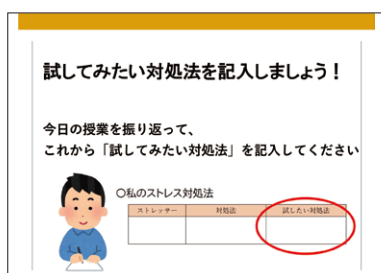 試してみたい対処法を記入しましょう！
今日の授業を振り返って、
これから「試してみたい対処法」を記入してください
〇私のストレス対処法
ストレッサー 対処法 試したい対処法